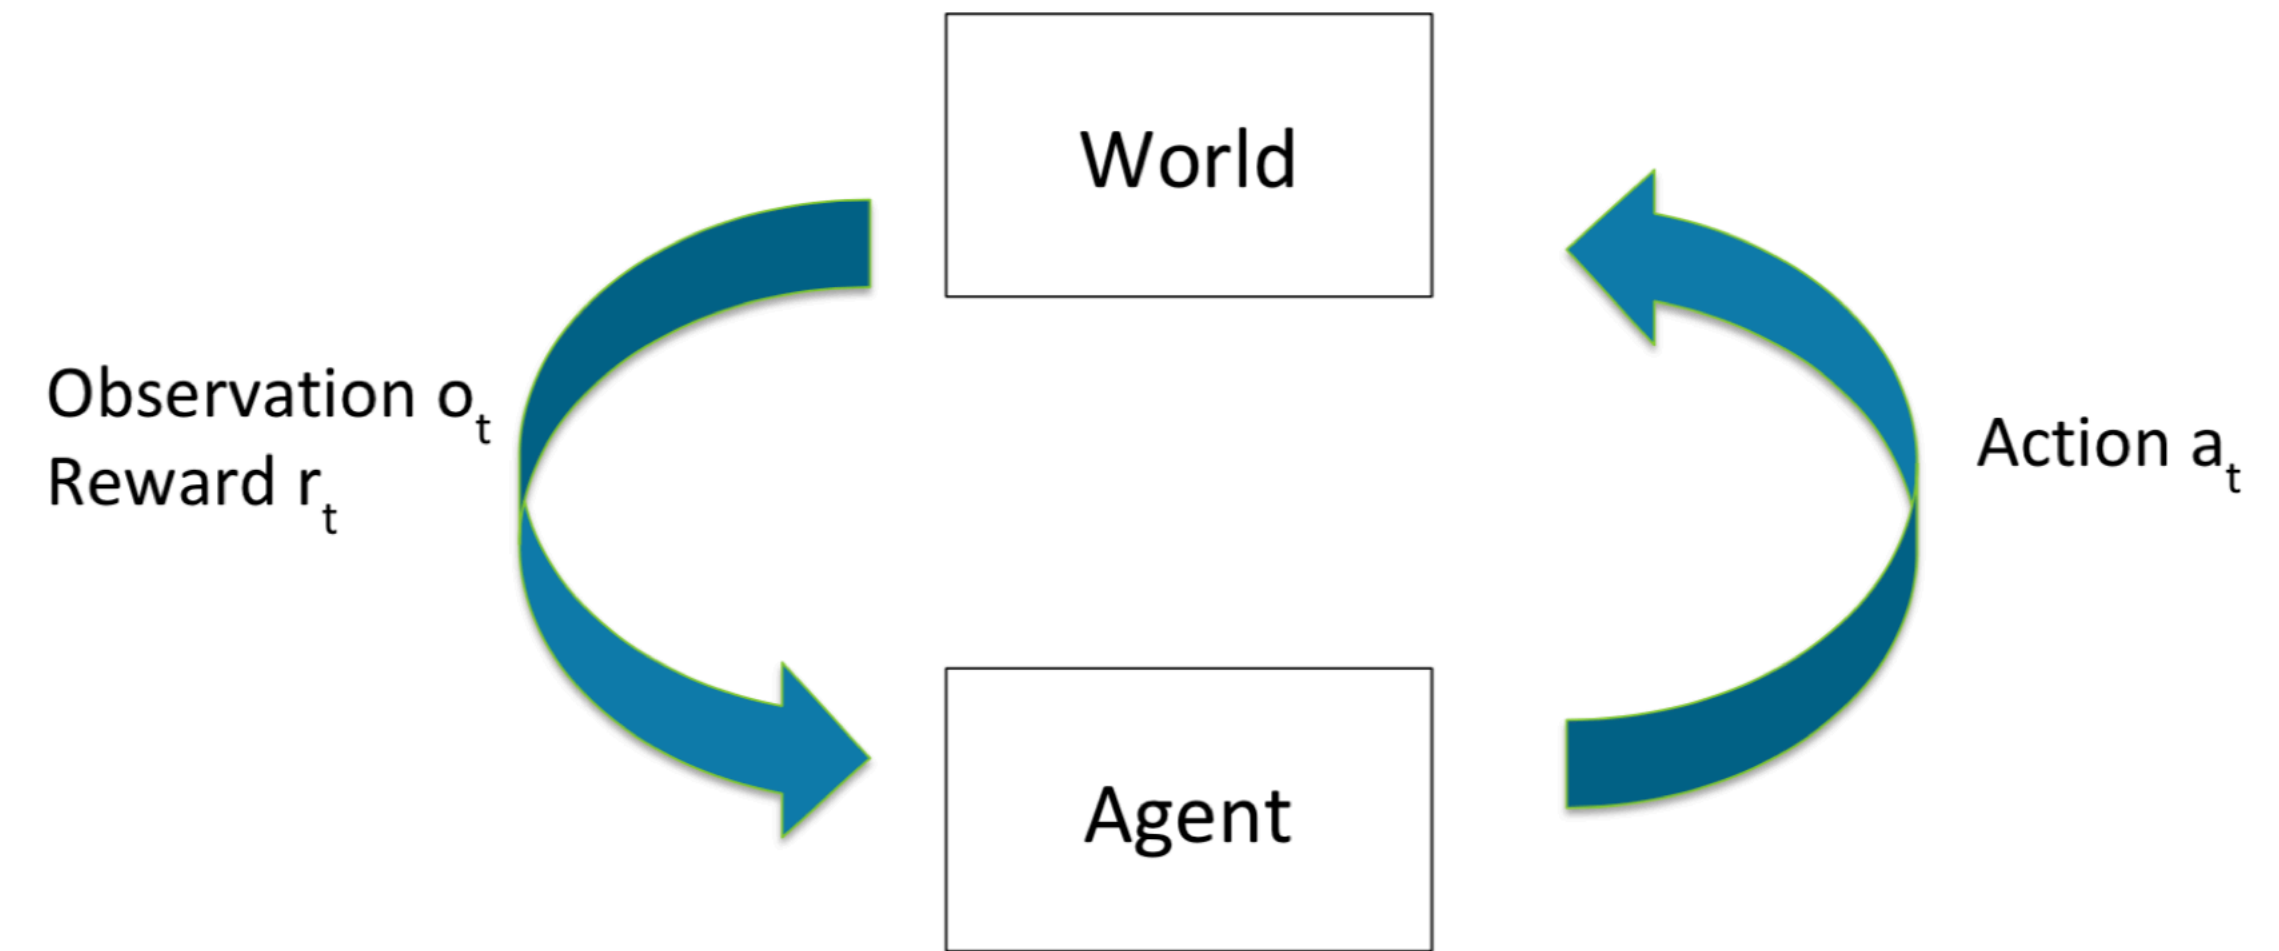 World
Observation oₜ
Reward rₜ
Action aₜ
Agent